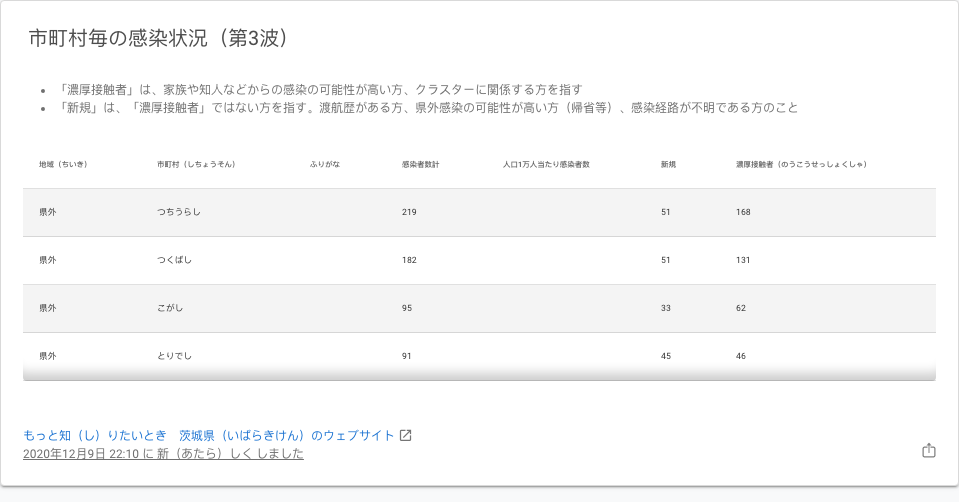 市町村毎の感染状況（第3波）
「濃厚接触者」は、家族や知人などからの感染の可能性が高い方、クラスターに関係する方を指す
「新規」は、「濃厚接触者」ではない方を指す。渡航歴がある方、県外感染の可能性が高い方（帰省等）、感染経路が不明である方のこと
地域（ちいき） 市町村（しちょうそん） ふりがな 感染者数計 人口1万人当たり感染者数 新規 濃厚接触者（のうこうせっしょくしゃ）
県外 つちうらし 219 51 168
県外 つくばし 182 51 131
県外 こがし 95 33 62
県外 とりでし 91 45 46
もっと知（し）りたいとき　茨城県（いばらきけん）のウェブサイト
2020年12月9日 22:10 に 新（あたら）しく しました